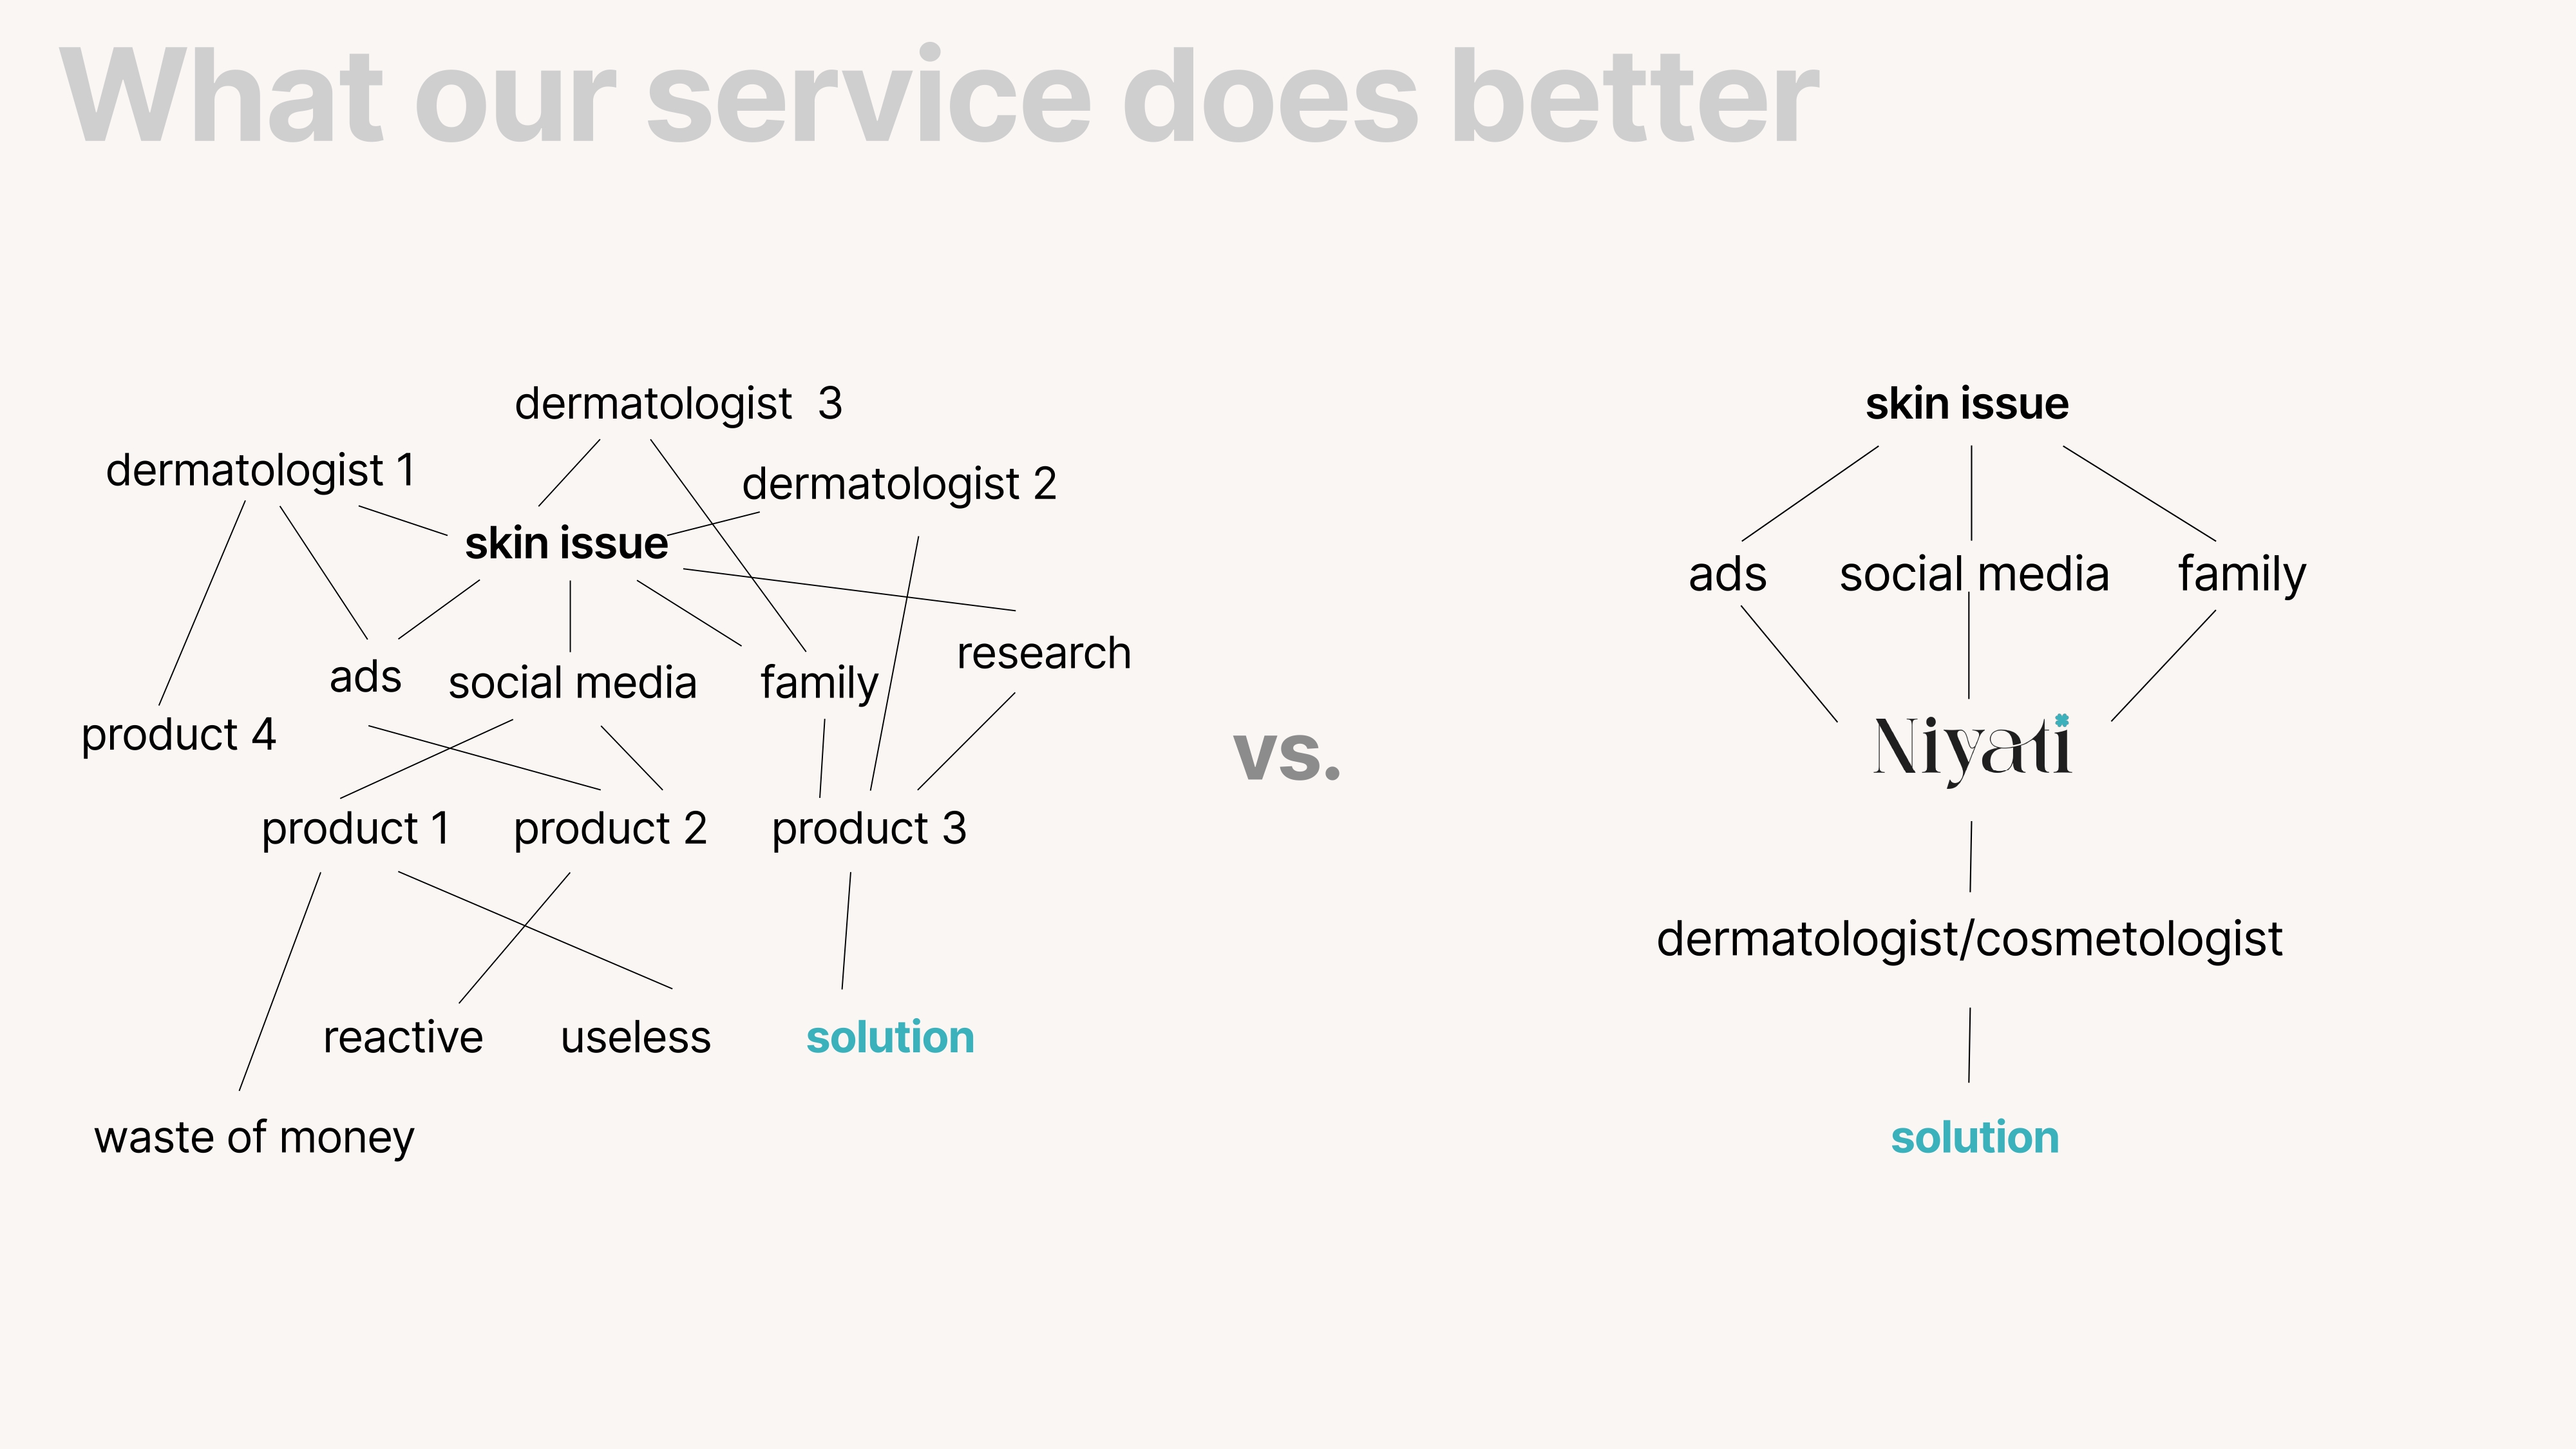 What our service does better
dermatologist 3
dermatologist 1
dermatologist 2
skin issue
research
ads
social media
family
product 4
product 1
product 2
product 3
reactive
useless
solution
waste of money
vs.
skin issue
ads
social media
family
Niyati
dermatologist/cosmetologist
solution